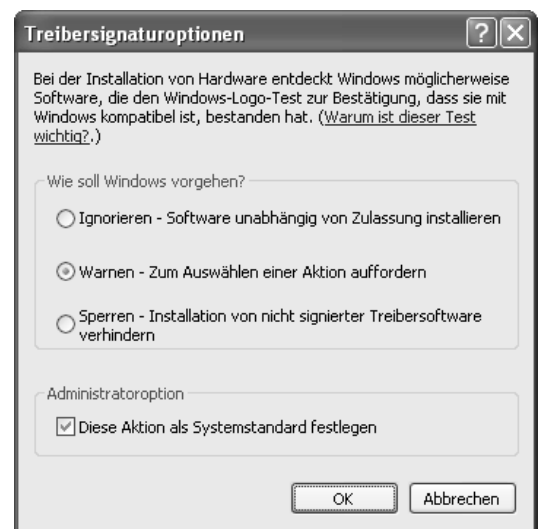 Treibersignaturoptionen
Bei der Installation von Hardware entdeckt Windows möglicherweise
Software, die den Windows-Logo-Test zur Bestätigung, dass sie mit
Windows kompatibel ist, bestanden hat. (Warum ist dieser Test
wichtig?.)
Wie soll Windows vorgehen?
Ignorieren - Software unabhängig von Zulassung installieren
Warnen - Zum Auswählen einer Aktion auffordern
Sperren - Installation von nicht signierter Treibersoftware
verhindern
Administratoroption
Diese Aktion als Systemstandard festlegen
OK Abbrechen